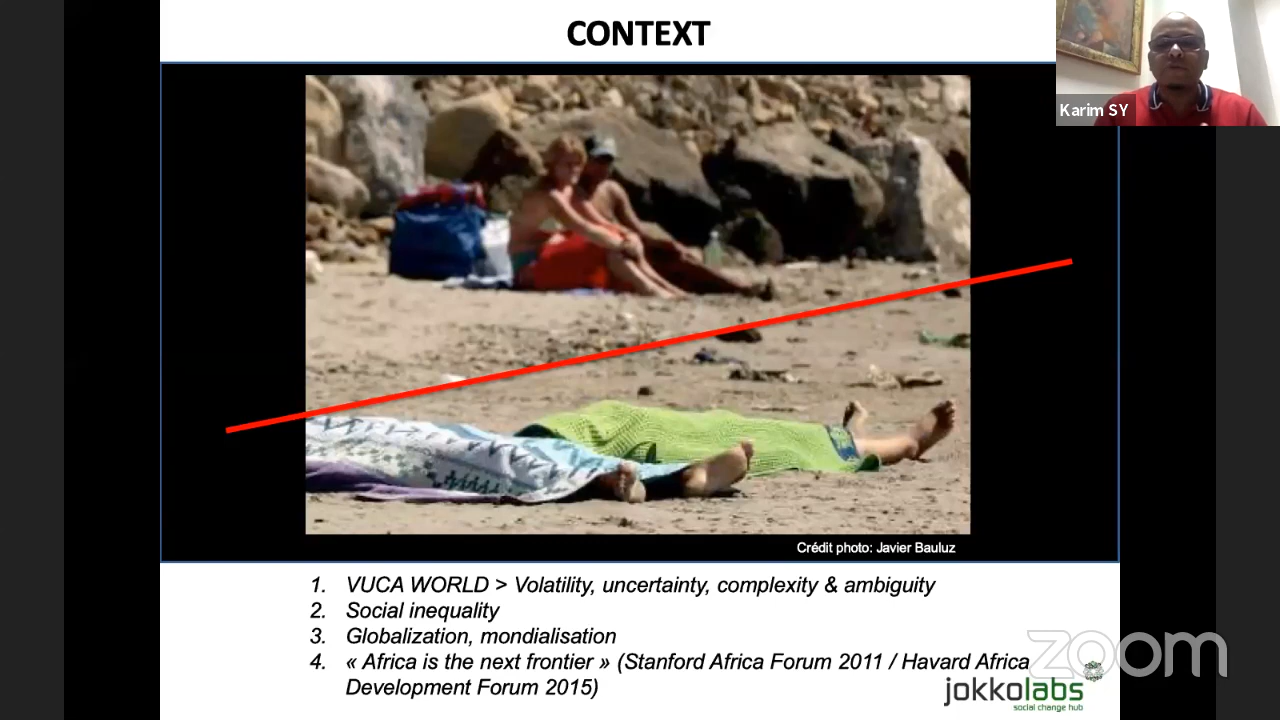 CONTEXT
Karim SY
Crédit photo: Javier Bauluz
1. VUCA WORLD > Volatility, uncertainty, complexity & ambiguity
2. Social inequality
3. Globalization, mondialisation
4. « Africa is the next frontier » (Stanford Africa Forum 2011 / Havard Africa
Development Forum 2015)
zoom
jokkolabs
social change hub